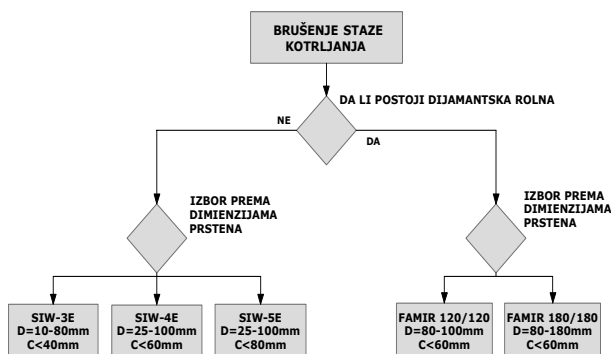 BRUŠENJE STAZE
KOTRLJANJA
DA LI POSTOJI DIJAMANTSKA ROLNA
NE
DA
IZBOR PREMA
DIMIENZIJAMA
PRSTENA
IZBOR PREMA
DIMIENZIJAMA
PRSTENA
SIW-3E
D=10-80mm
C<40mm
SIW-4E
D=25-100mm
C<60mm
SIW-5E
D=25-100mm
C<80mm
FAMIR 120/120
D=80-100mm
C<60mm
FAMIR 180/180
D=80-180mm
C<60mm